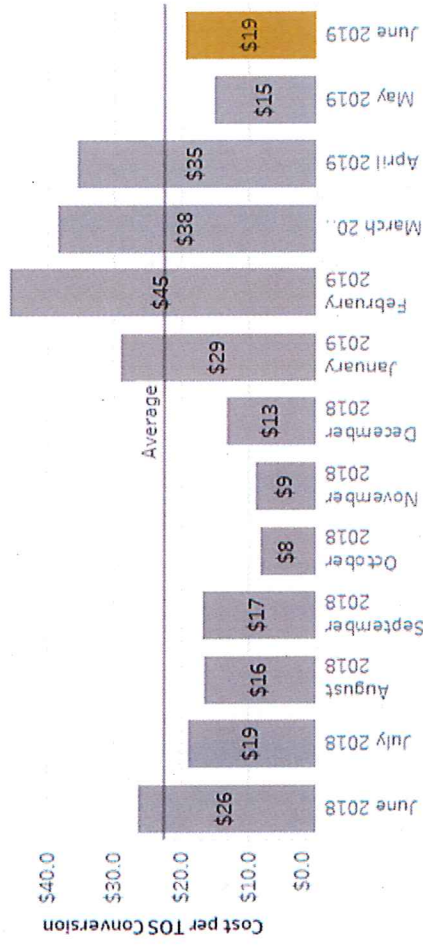 Cost per TOS Conversion
$40.0
$30.0
$20.0
$10.0
$0.0
Average
$26
$19
$16
$17
$8
$9
$13
$29
$45
$38
$35
$15
$19
June 2018
July 2018
August
2018
September
2018
October
2018
November
2018
December
2018
January
2019
February
2019
March 20..
April 2019
May 2019
June 2019